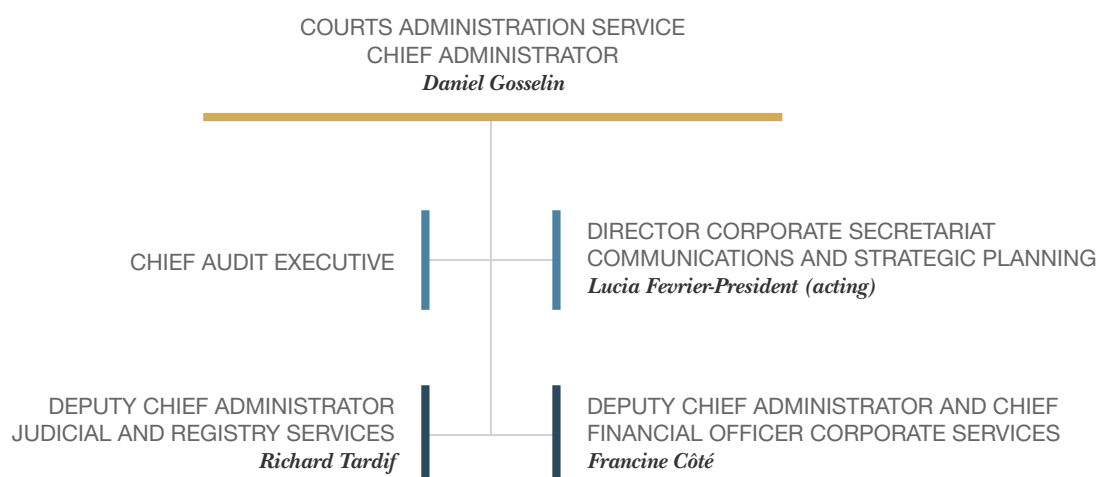 COURTS ADMINISTRATION SERVICE
CHIEF ADMINISTRATOR
Daniel Gosselin
CHIEF AUDIT EXECUTIVE
DIRECTOR CORPORATE SECRETARIAT
COMMUNICATIONS AND STRATEGIC PLANNING
Lucia Fevrier-President (acting)
DEPUTY CHIEF ADMINISTRATOR
JUDICIAL AND REGISTRY SERVICES
Richard Tardif
DEPUTY CHIEF ADMINISTRATOR AND CHIEF
FINANCIAL OFFICER CORPORATE SERVICES
Francine Côté